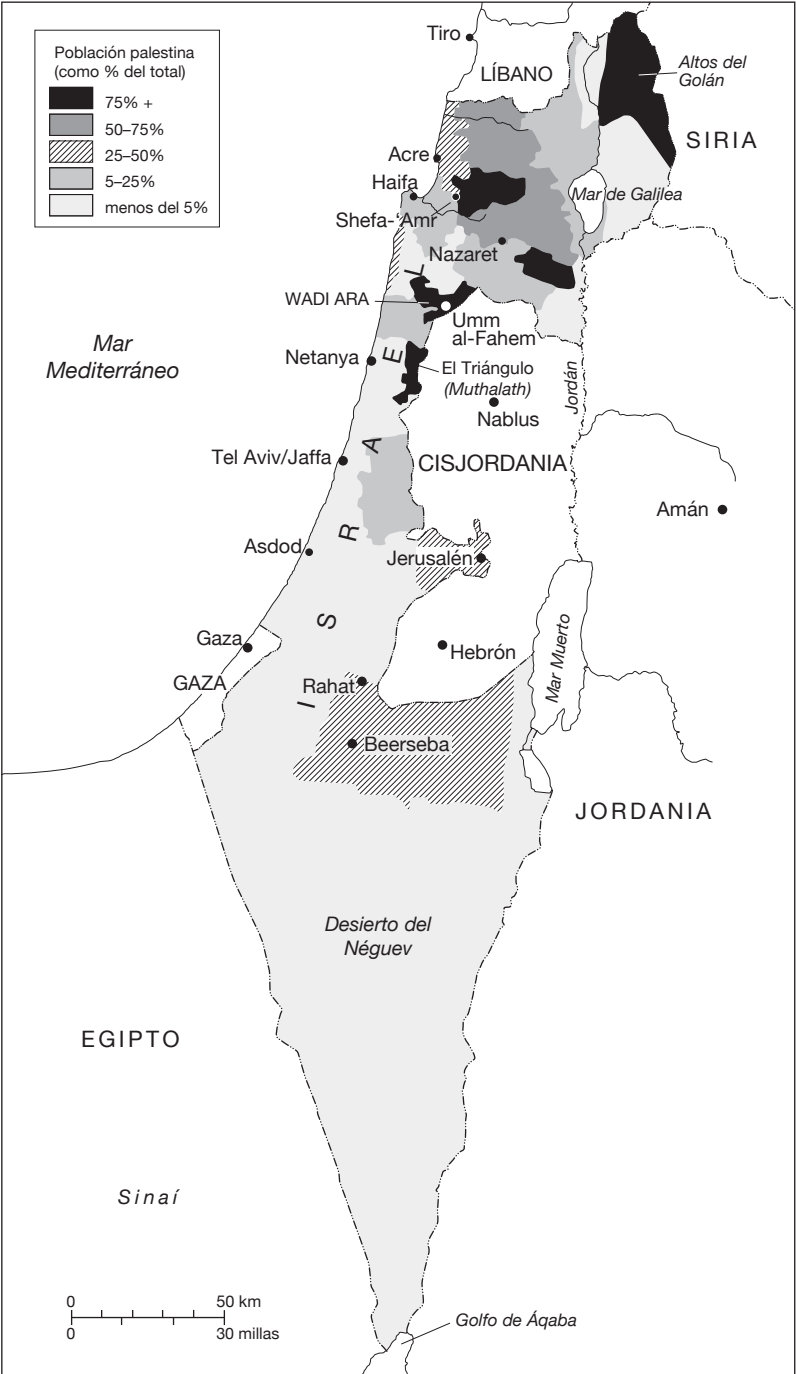 Población palestina
(como % del total)
75% +
50–75%
25–50%
5–25%
menos del 5%
Tiro
LÍBANO
Altos del
Golán
SIRIA
Acre
Haifa
Mar de Galilea
Shefa-‘Amr
Nazaret
WADI ARA
Umm
al-Fahem
Mar
Mediterráneo
Netanya
El Triángulo
(Muthalath)
Jordán
Nablus
Tel Aviv/Jaffa
CISJORDANIA
Amán
Asdod
Jerusalén
ISRAEL
Gaza
Hebrón
Mar Muerto
GAZA
Rahat
Beerseba
JORDANIA
Desierto del
Néguev
EGIPTO
Sinaí
0 50 km
0 30 millas
Golfo de Áqaba